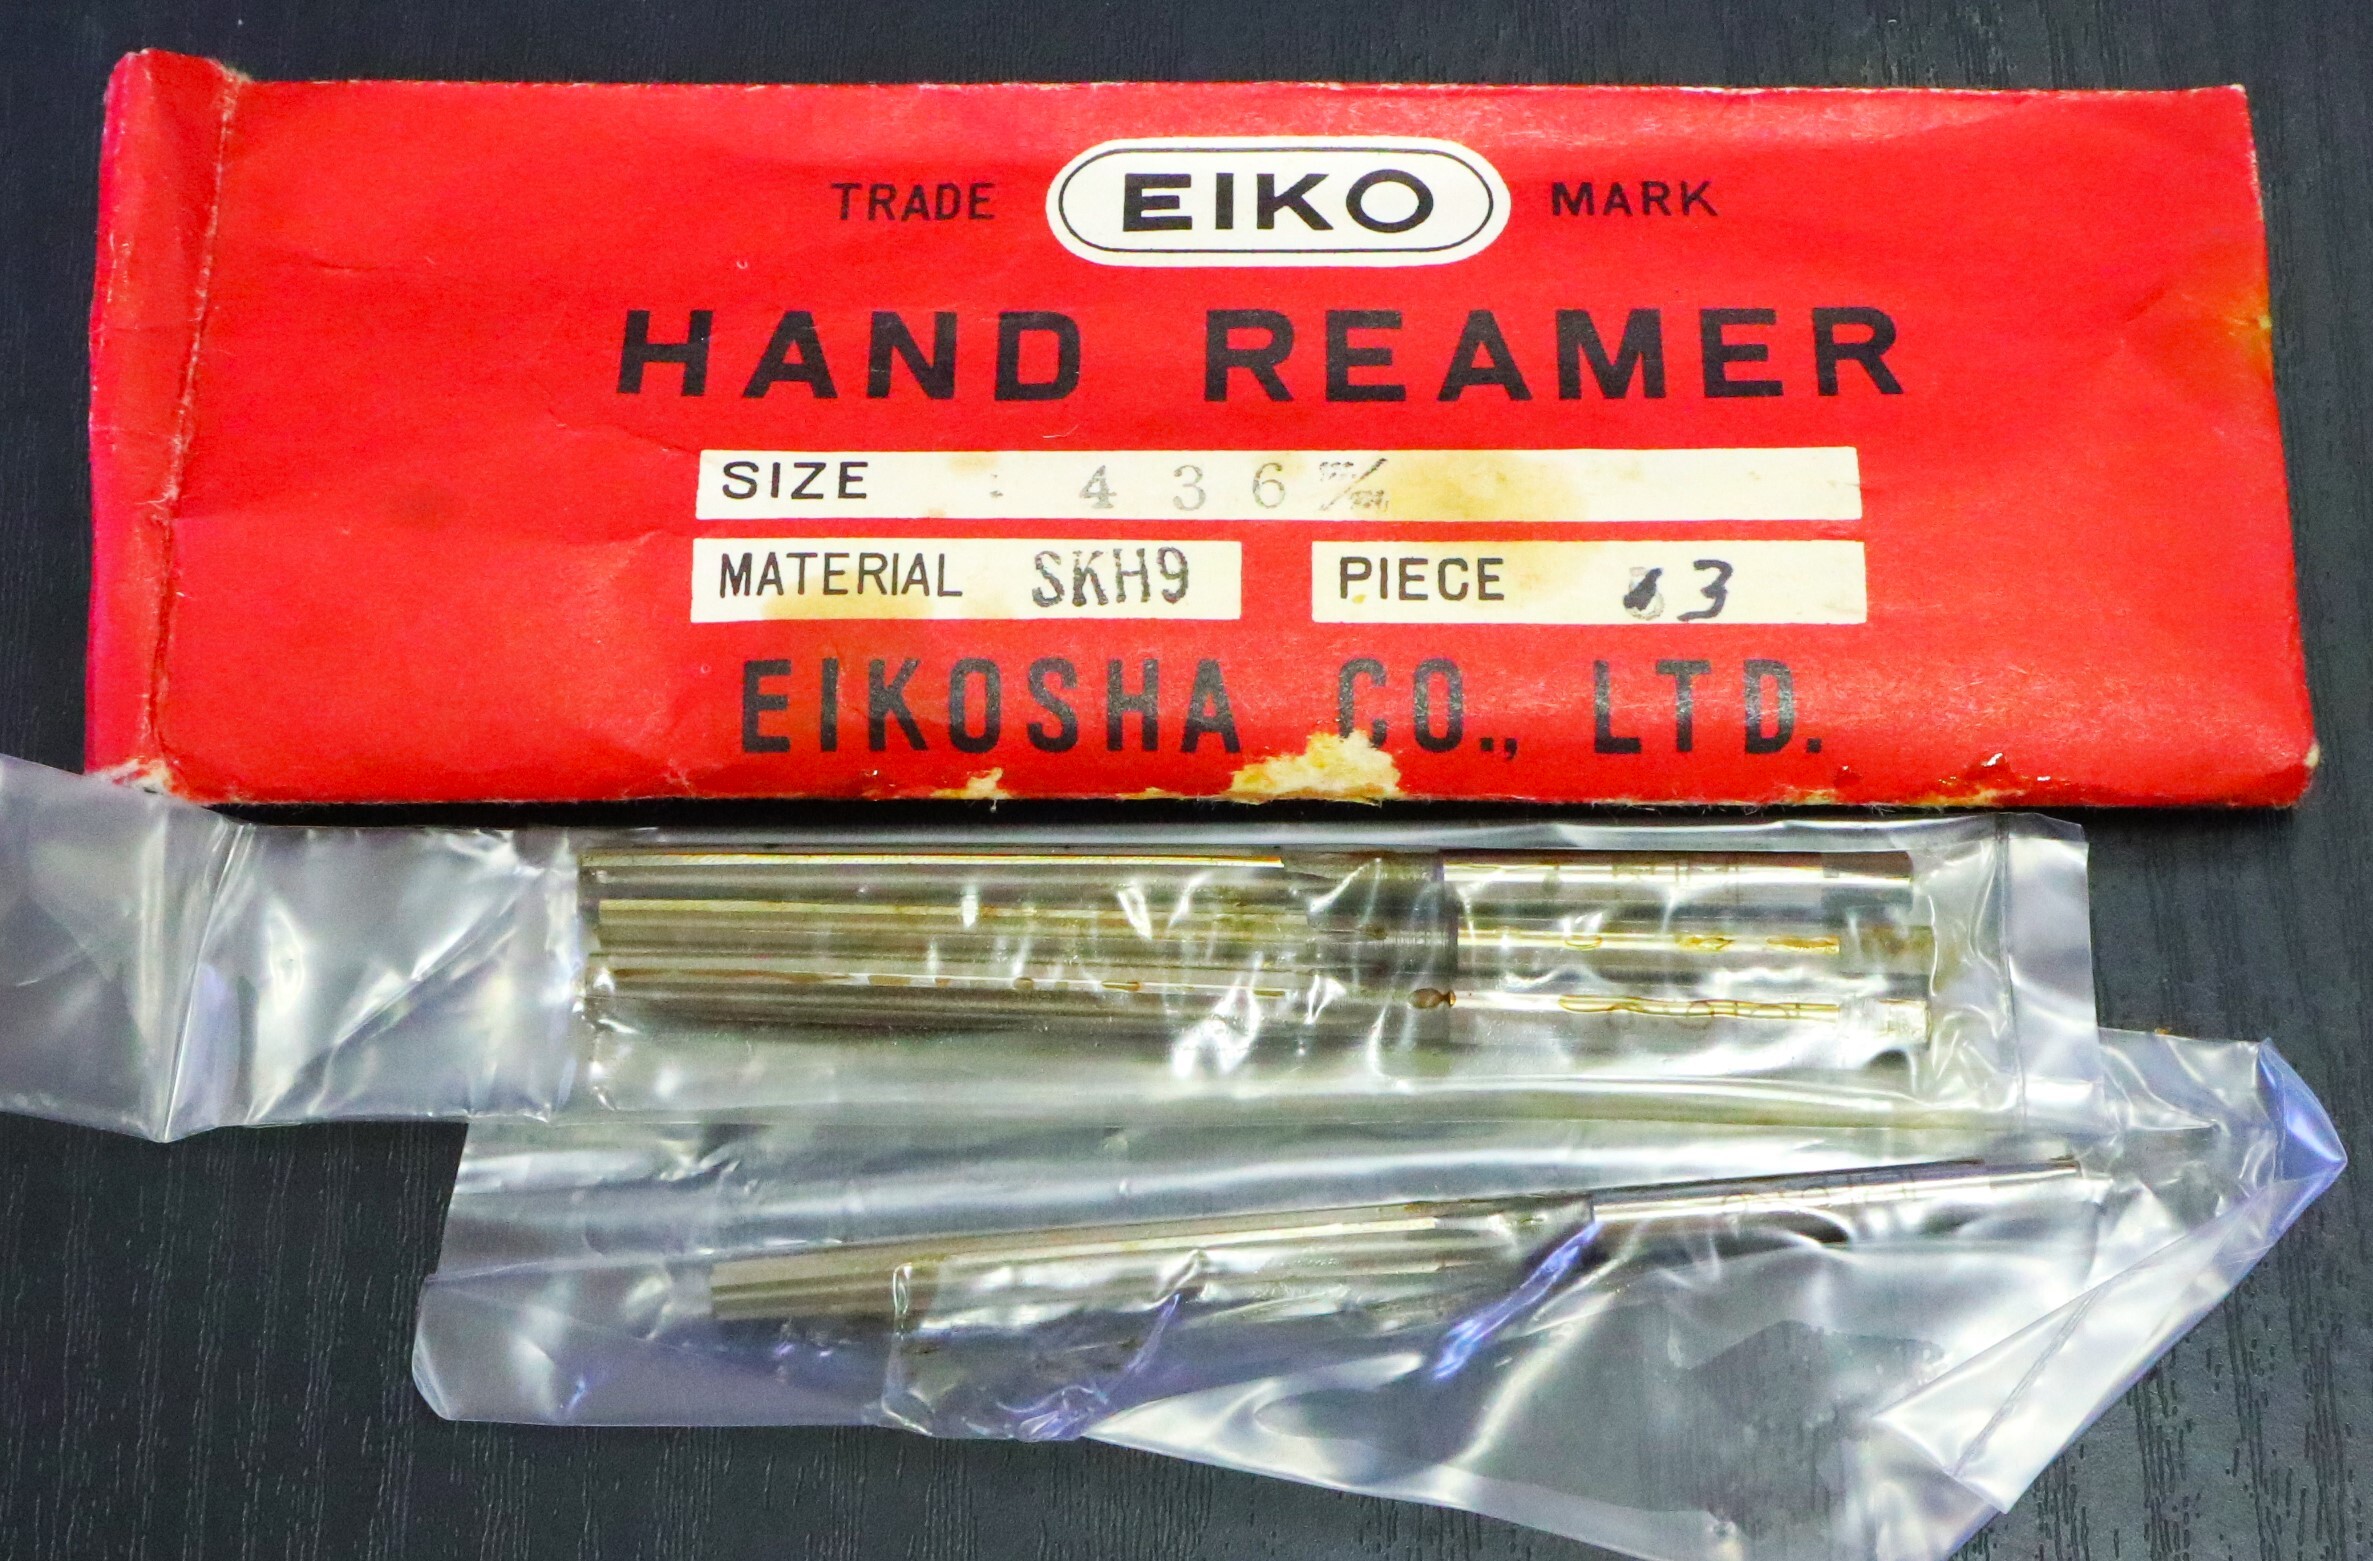 TRADE EIKO MARK
HAND REAMER
SIZE 4 3 6 m/m
MATERIAL SKH9 PIECE 3
EIKOSHA CO., LTD.